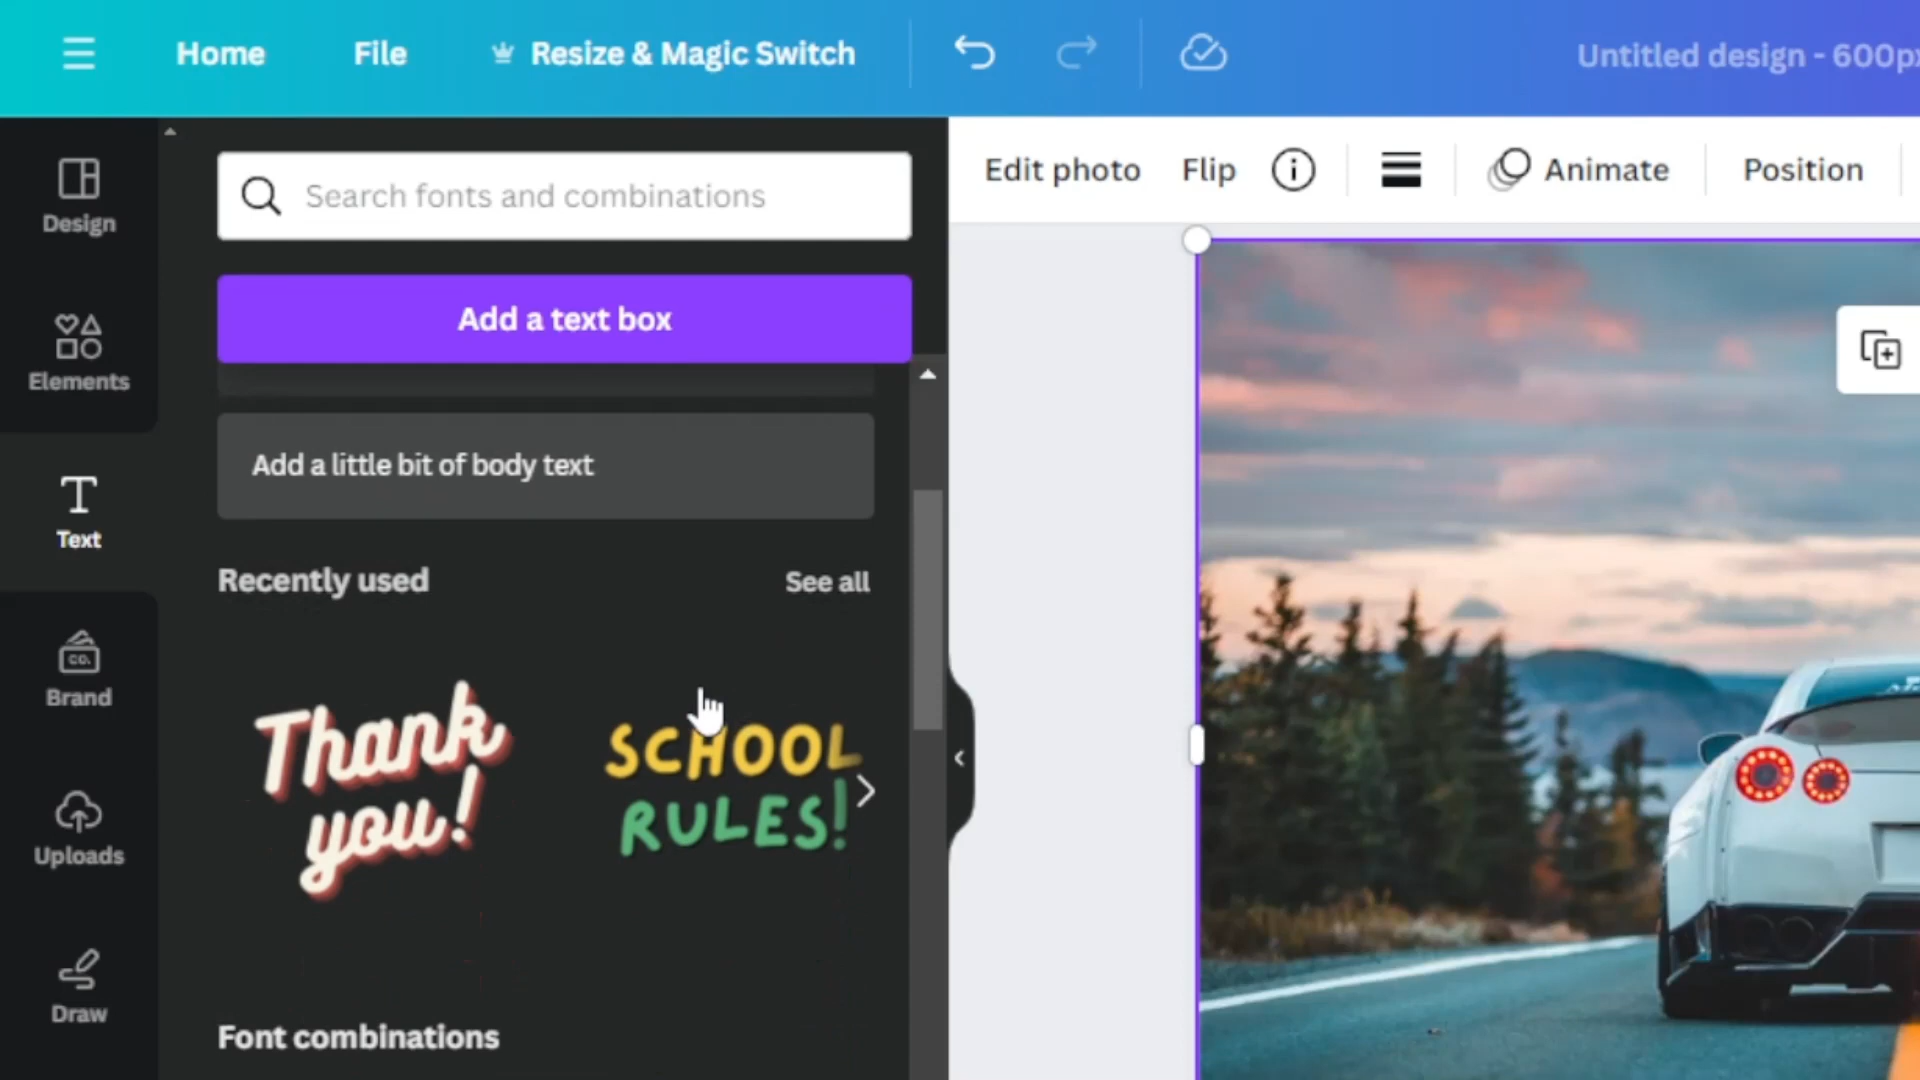 Home File Resize & Magic Switch Untitled design - 600px
Design
Elements
Text
Brand
CO.
Uploads
Draw
Search fonts and combinations
Add a text box
Add a little bit of body text
Recently used See all
Thank
you!
SCHOOL
RULES!
Font combinations
Edit photo Flip Animate Position